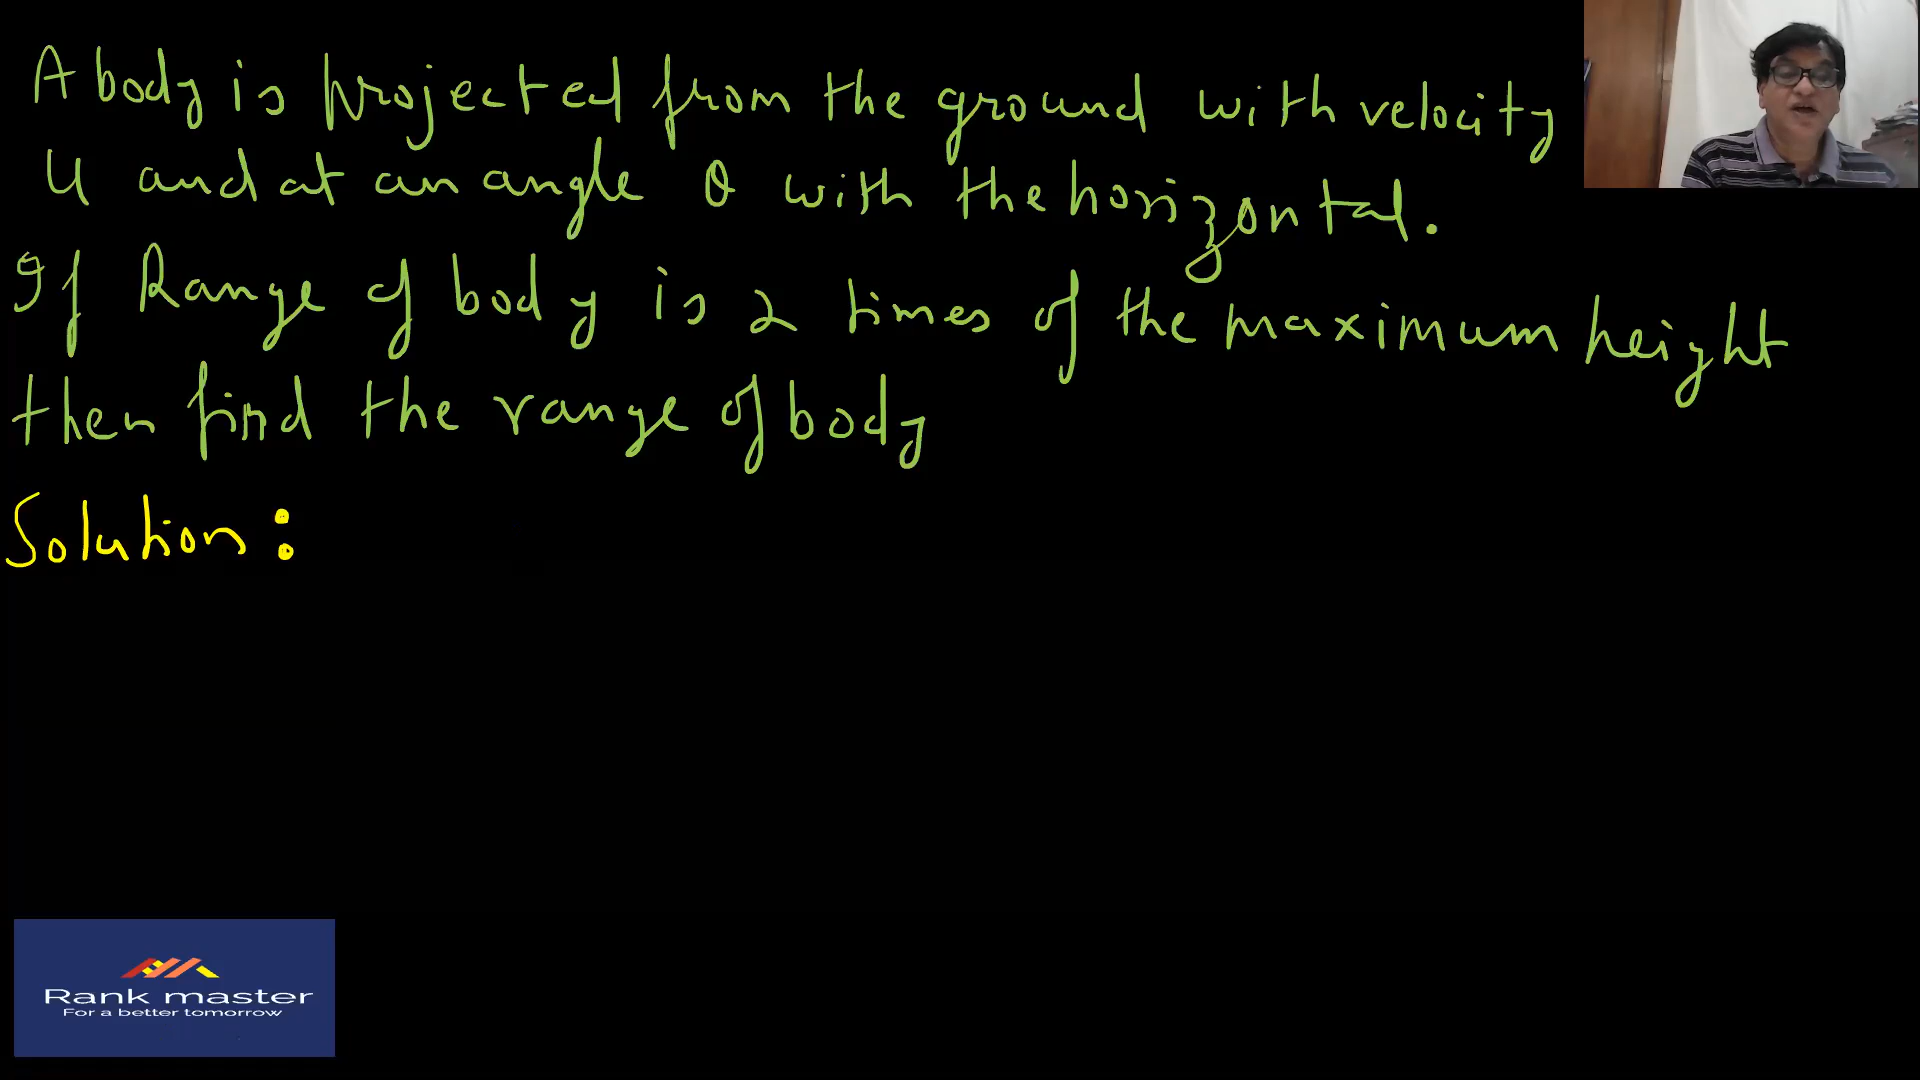 A body is projected from the ground with velocity
u and at an angle θ with the horizontal.
If Range of body is 2 times of the maximum height
then find the range of body
Solution :
Rank master
For a better tomorrow